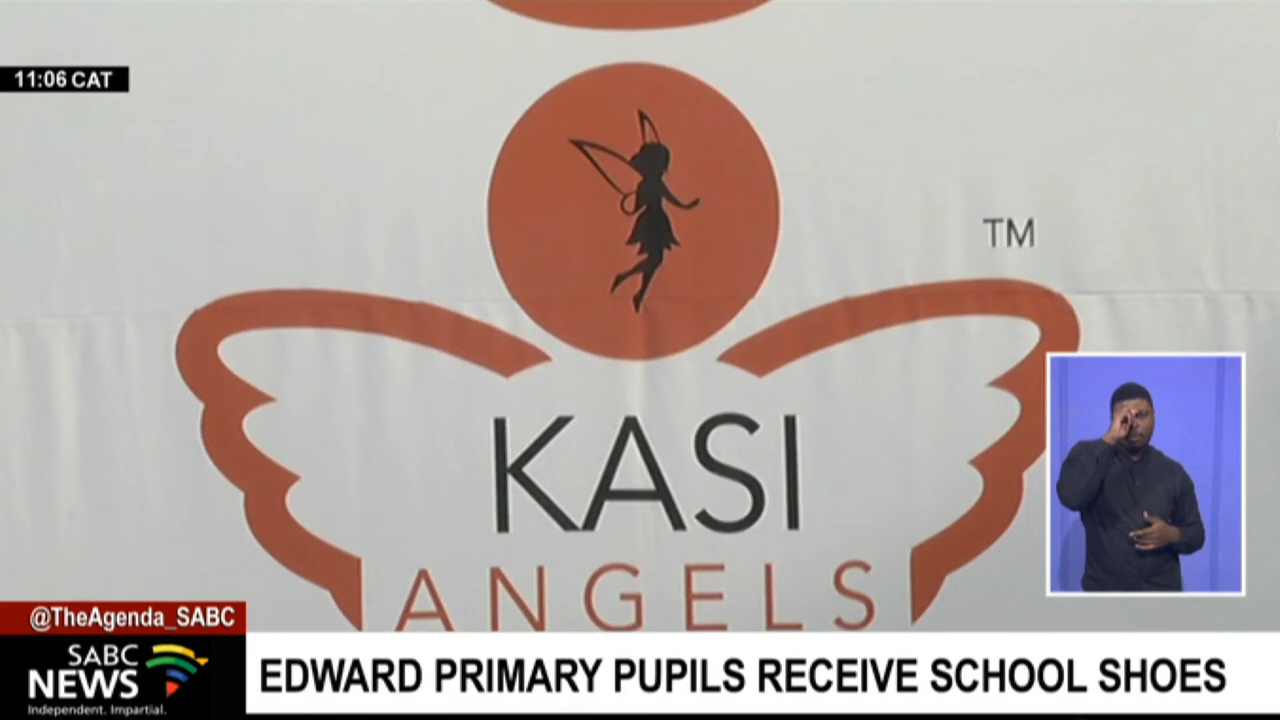 11:06 CAT
TM
KASI
ANGELS
@TheAgenda_SABC
SABC
NEWS
Independent. Impartial.
EDWARD PRIMARY PUPILS RECEIVE SCHOOL SHOES